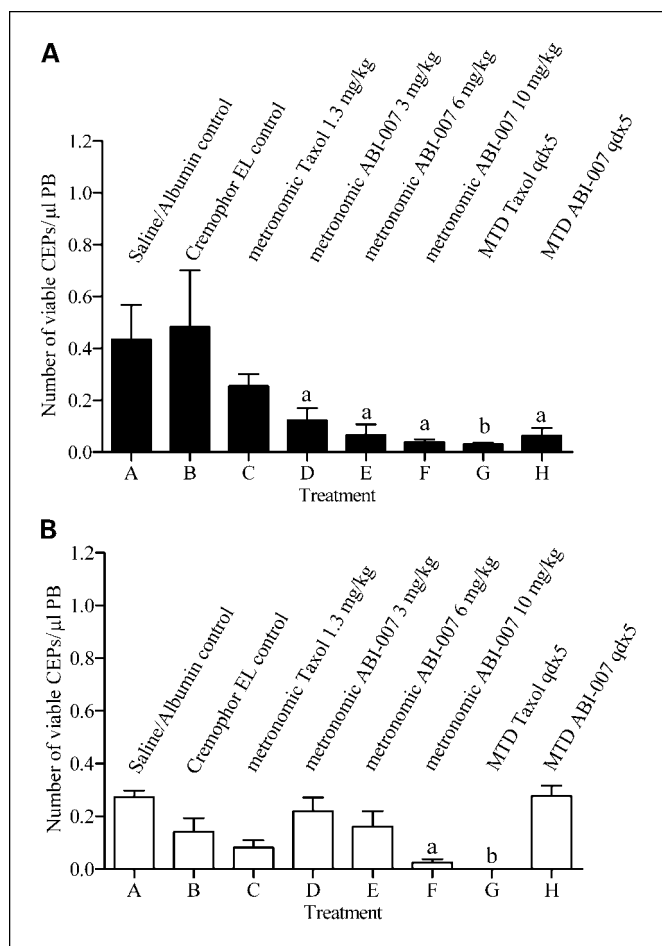 A
Saline/Albumin control
Cremophor EL control
metronomic Taxol 1.3 mg/kg
metronomic ABI-007 3 mg/kg
metronomic ABI-007 6 mg/kg
metronomic ABI-007 10 mg/kg
MTD Taxol qdx5
MTD ABI-007 qdx5
Number of viable CEPs/µl PB
1.2
1.0
0.8
0.6
0.4
0.2
0.0
a
a
a
b
a
A B C D E F G H
Treatment
B
Saline/Albumin control
Cremophor EL control
metronomic Taxol 1.3 mg/kg
metronomic ABI-007 3 mg/kg
metronomic ABI-007 6 mg/kg
metronomic ABI-007 10 mg/kg
MTD Taxol qdx5
MTD ABI-007 qdx5
Number of viable CEPs/µl PB
1.2
1.0
0.8
0.6
0.4
0.2
0.0
a
b
A B C D E F G H
Treatment